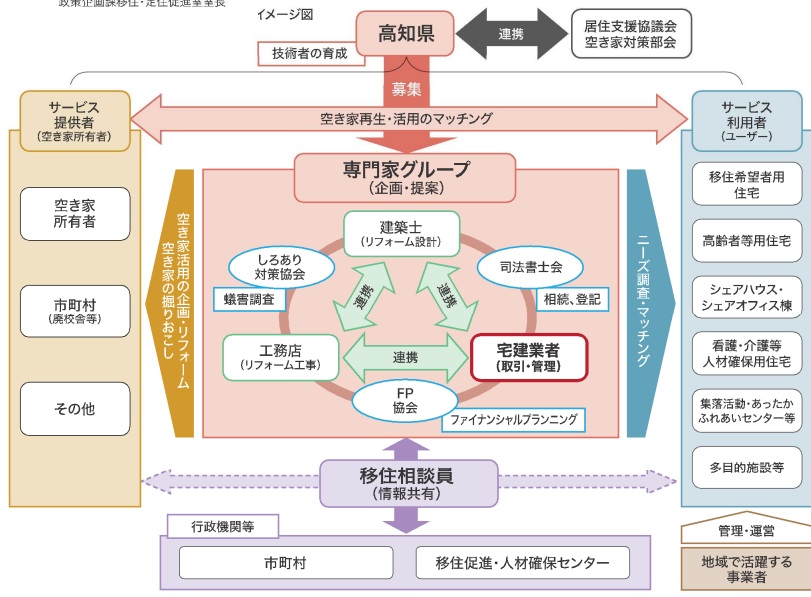 政策企画課移住・定住促進室室長
イメージ図
高知県
連携
居住支援協議会
空き家対策部会
技術者の育成
募集
サービス
提供者
(空き家所有者)
空き家再生・活用のマッチング
サービス
利用者
(ユーザー)
専門家グループ
(企画・提案)
空き家
所有者
市町村
(廃校舎等)
その他
空き家活用の企画・リフォーム
空き家の掘りおこし
建築士
(リフォーム設計)
しろあり
対策協会
蟻害調査
司法書士会
相続、登記
連携
連携
工務店
(リフォーム工事)
連携
宅建業者
(取引・管理)
FP
協会
ファイナンシャルプランニング
ニーズ調査・マッチング
移住希望者用
住宅
高齢者等用住宅
シェアハウス・
シェアオフィス棟
看護・介護等
人材確保用住宅
集落活動・あったか
ふれあいセンター等
多目的施設等
移住相談員
(情報共有)
行政機関等
市町村
移住促進・人材確保センター
管理・運営
地域で活躍する
事業者